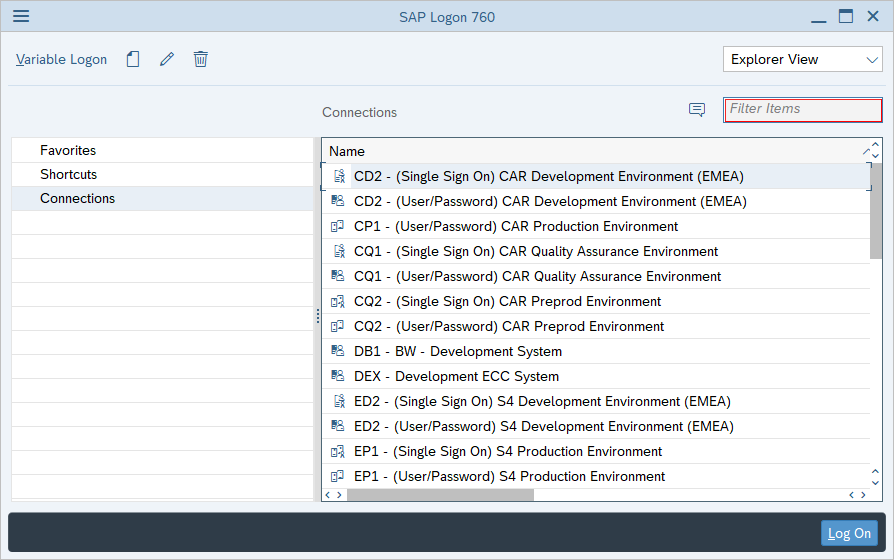 SAP Logon 760
Variable Logon
Explorer View
Connections
Filter Items
Favorites
Shortcuts
Connections
Name
CD2 - (Single Sign On) CAR Development Environment (EMEA)
CD2 - (User/Password) CAR Development Environment (EMEA)
CP1 - (User/Password) CAR Production Environment
CQ1 - (Single Sign On) CAR Quality Assurance Environment
CQ1 - (User/Password) CAR Quality Assurance Environment
CQ2 - (Single Sign On) CAR Preprod Environment
CQ2 - (User/Password) CAR Preprod Environment
DB1 - BW - Development System
DEX - Development ECC System
ED2 - (Single Sign On) S4 Development Environment (EMEA)
ED2 - (User/Password) S4 Development Environment (EMEA)
EP1 - (Single Sign On) S4 Production Environment
EP1 - (User/Password) S4 Production Environment
Log On